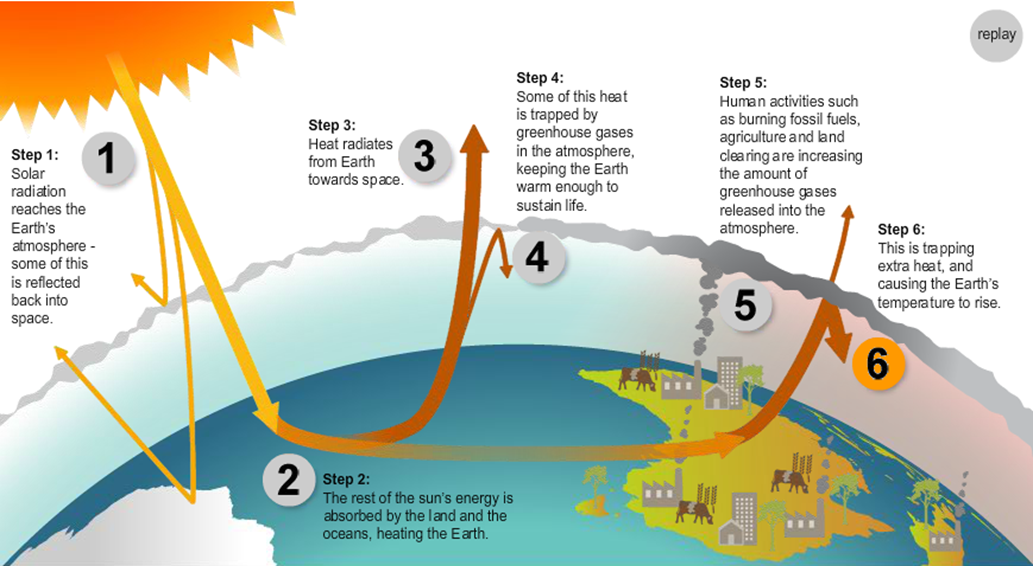 replay
Step 1:
Solar
radiation
reaches the
Earth's
atmosphere -
some of this
is reflected
back into
space.
1
2
Step 2:
The rest of the sun's energy is
absorbed by the land and the
oceans, heating the Earth.
Step 3:
Heat radiates
from Earth
towards space.
3
Step 4:
Some of this heat
is trapped by
greenhouse gases
in the atmosphere,
keeping the Earth
warm enough to
sustain life.
4
Step 5:
Human activities such
as burning fossil fuels,
agriculture and land
clearing are increasing
the amount of
greenhouse gases
released into the
atmosphere.
5
Step 6:
This is trapping
extra heat, and
causing the Earth's
temperature to rise.
6